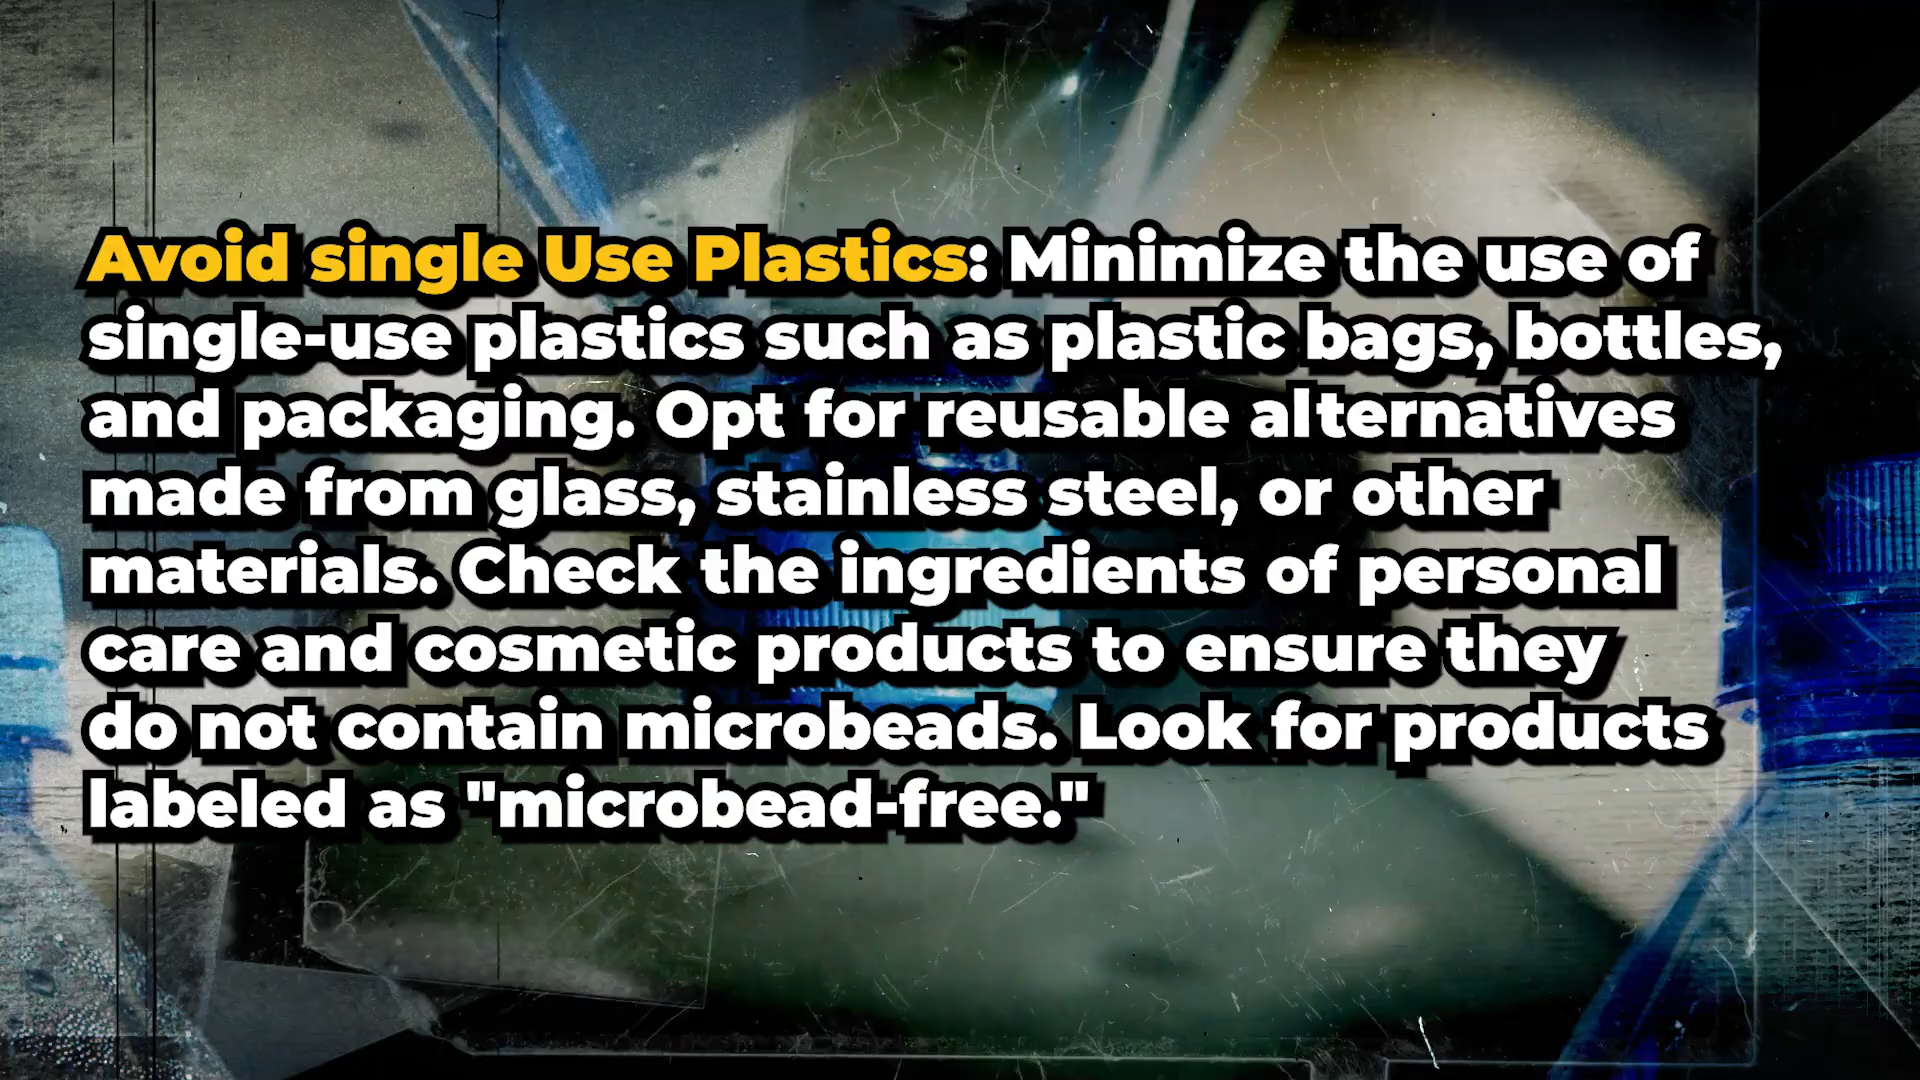 Avoid single Use Plastics: Minimize the use of
single-use plastics such as plastic bags, bottles,
and packaging. Opt for reusable alternatives
made from glass, stainless steel, or other
materials. Check the ingredients of personal
care and cosmetic products to ensure they
do not contain microbeads. Look for products
labeled as "microbead-free."